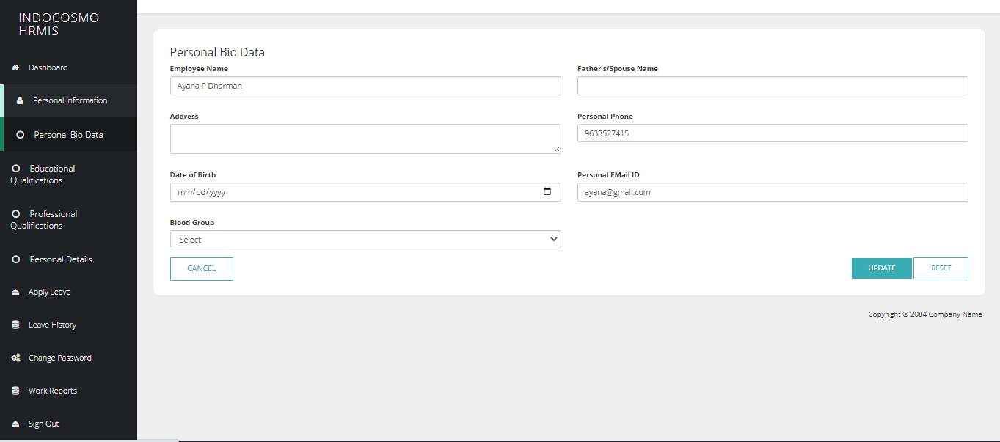 INDOCOSMO
HRMIS
Dashboard
Personal Information
Personal Bio Data
Educational
Qualifications
Professional
Qualifications
Personal Details
Apply Leave
Leave History
Change Password
Work Reports
Sign Out
Personal Bio Data
Employee Name
Ayana P Dharman
Father's/Spouse Name
Address
Personal Phone
9638527415
Date of Birth
mm/dd/yyyy
Personal EMail ID
ayana@gmail.com
Blood Group
Select
CANCEL
UPDATE
RESET
Copyright © 2084 Company Name